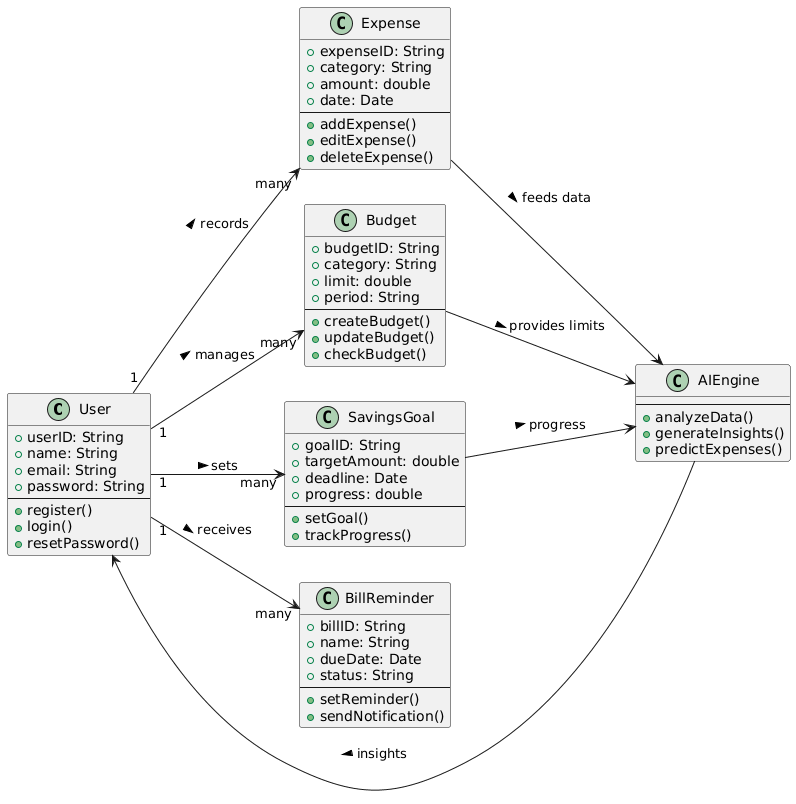 C Expense
expenseID: String
category: String
amount: double
date: Date
addExpense()
editExpense()
deleteExpense()
many
records
feeds data
C Budget
budgetID: String
category: String
limit: double
period: String
createBudget()
updateBudget()
checkBudget()
many
manages
provides limits
1
C User
userID: String
name: String
email: String
password: String
register()
login()
resetPassword()
1
C SavingsGoal
goalID: String
targetAmount: double
deadline: Date
progress: double
setGoal()
trackProgress()
1
sets
many
progress
C AIEngine
analyzeData()
generateInsights()
predictExpenses()
1
receives
many
C BillReminder
billID: String
name: String
dueDate: Date
status: String
setReminder()
sendNotification()
insights